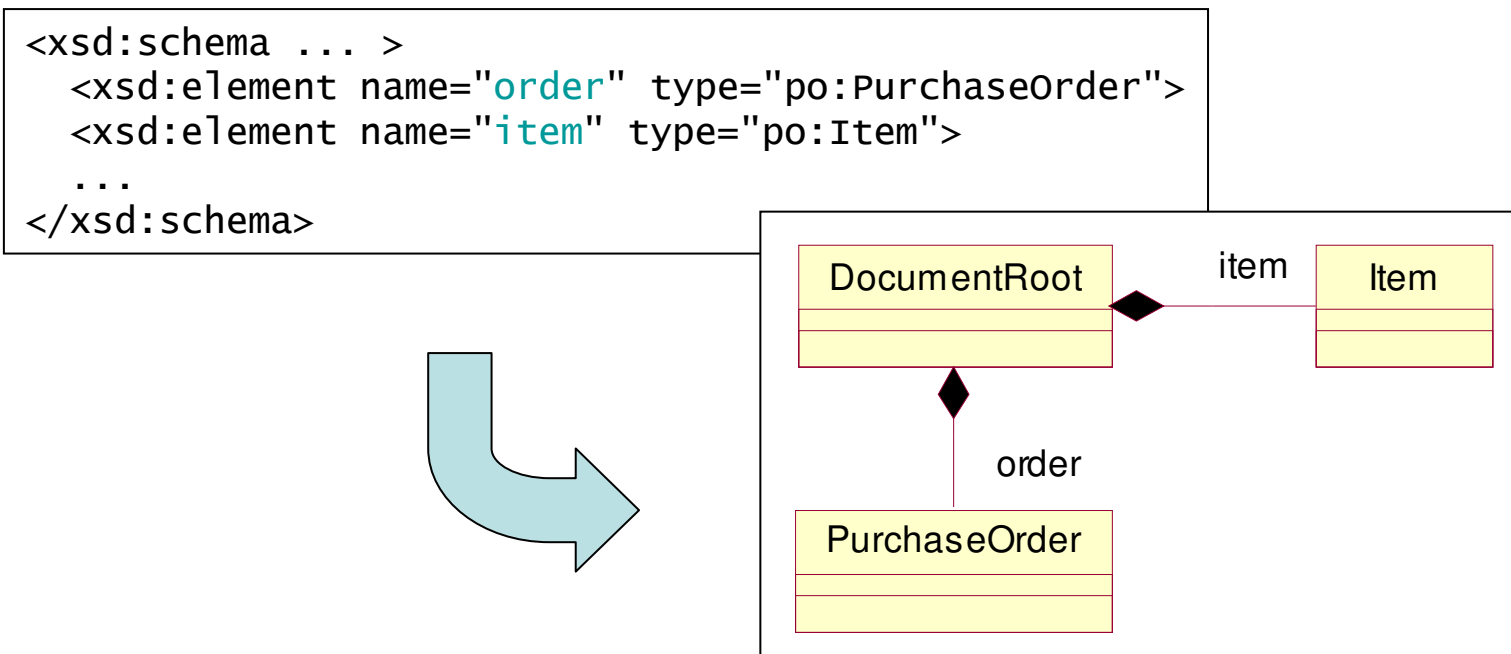 <xsd:schema ... >
<xsd:element name="order" type="po:PurchaseOrder">
<xsd:element name="item" type="po:Item">
...
</xsd:schema>
DocumentRoot
item
Item
order
PurchaseOrder